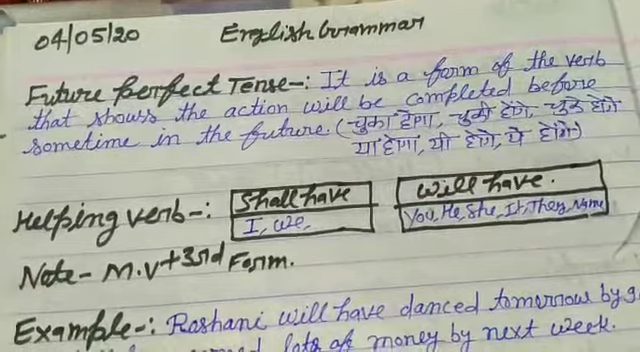 04/05/20 English Grammar
Future perfect Tense-: It is a form of the verb
that shows the action will be completed before
sometime in the future. (चुका होगा, चुकी होगी, चुके होंगे
या होगा, यी होगी, ये होंगे)
Helping verb-: Shall have will have.
I, we, You, He, She, It, They, Name
Note- M.V+3rd Form.
Example-: Roshani will have danced tomorrow by
lots of money by next week.